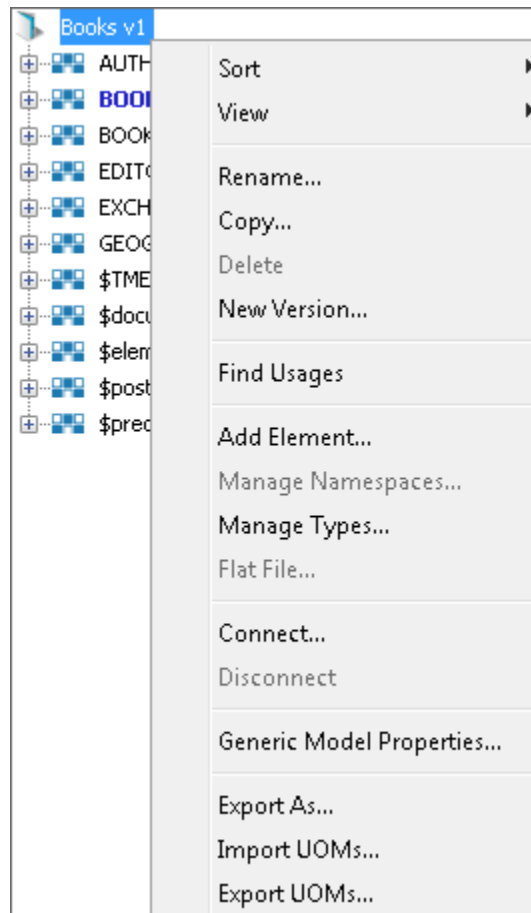 Books v1
AUTH
BOO
BOOK
EDITO
EXCH
GEOG
$TME
$docu
$elem
$post
$pred
Sort
View
Rename...
Copy...
Delete
New Version...
Find Usages
Add Element...
Manage Namespaces...
Manage Types...
Flat File...
Connect...
Disconnect
Generic Model Properties...
Export As...
Import UOMs...
Export UOMs...